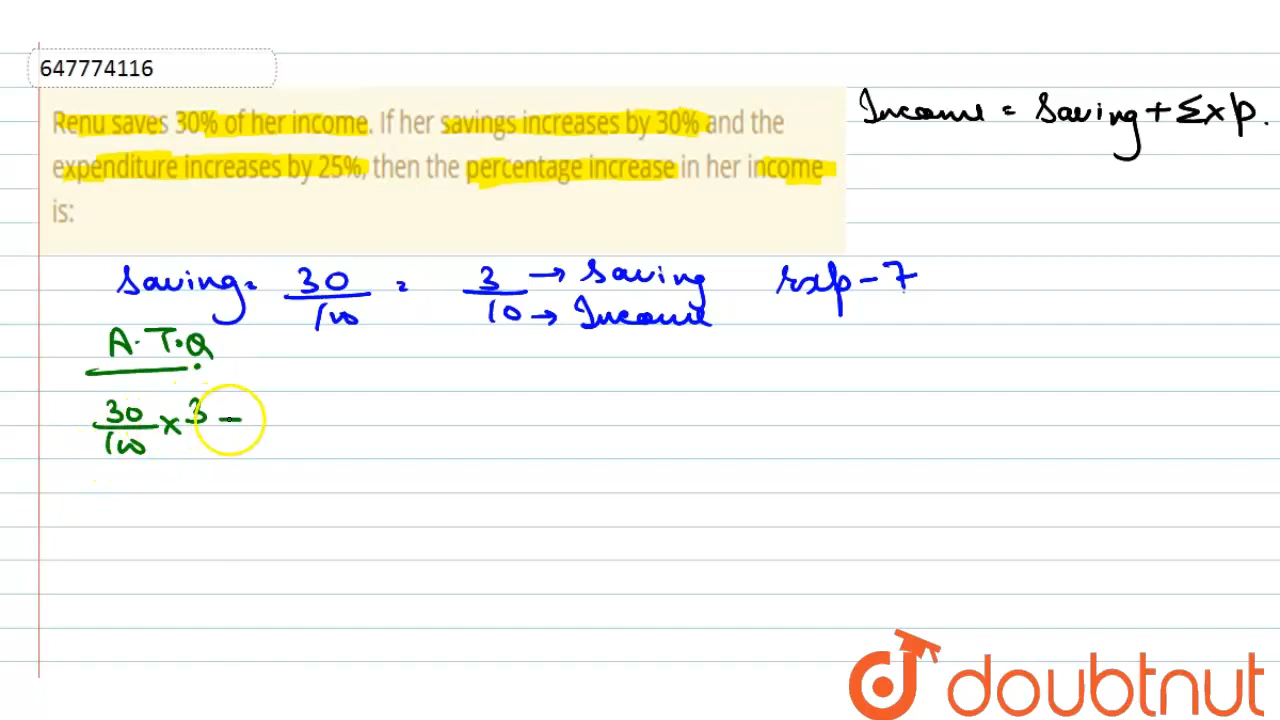 647774116
Renu saves 30% of her income. If her savings increases by 30% and the
expenditure increases by 25%, then the percentage increase in her income
is:
Income = Saving + Exp.
Saving = 30/100 = 3/10 → Saving → Income Exp - 7
A.T.Q
30/100 × 3 =
doubtnut